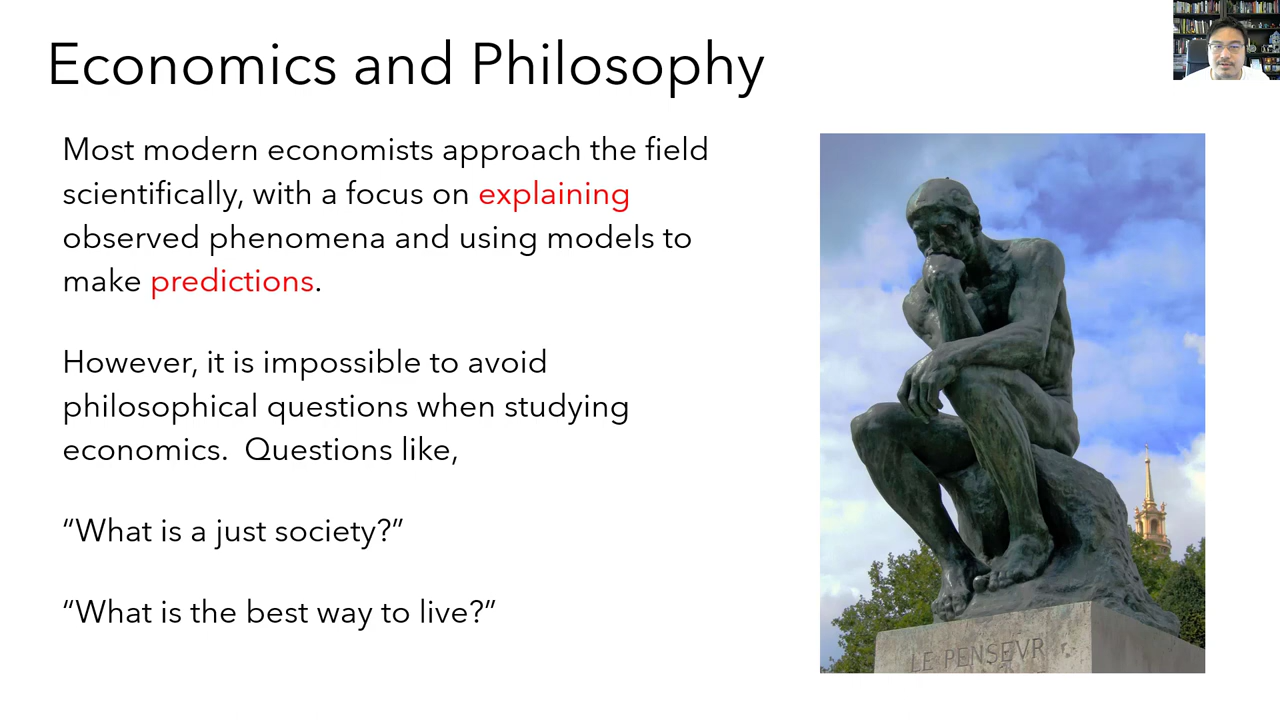 Economics and Philosophy
Most modern economists approach the field
scientifically, with a focus on explaining
observed phenomena and using models to
make predictions.
However, it is impossible to avoid
philosophical questions when studying
economics.  Questions like,
“What is a just society?”
“What is the best way to live?”
LE PENSEVR